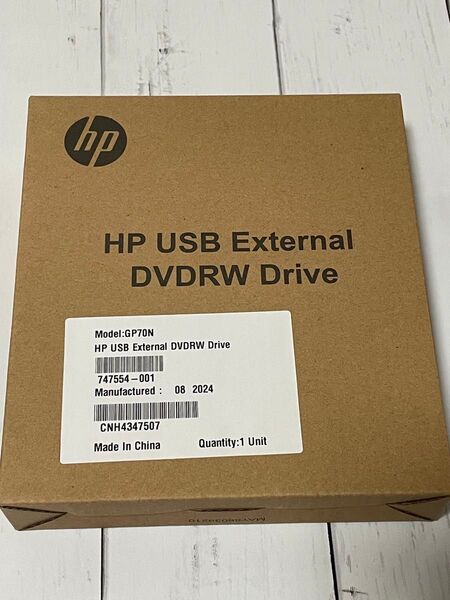 hp
HP USB External
DVDRW Drive
Model:GP70N
HP USB External DVDRW Drive
747554-001
Manufactured : 08 2024
CNH4347507
Made In China Quantity:1 Unit